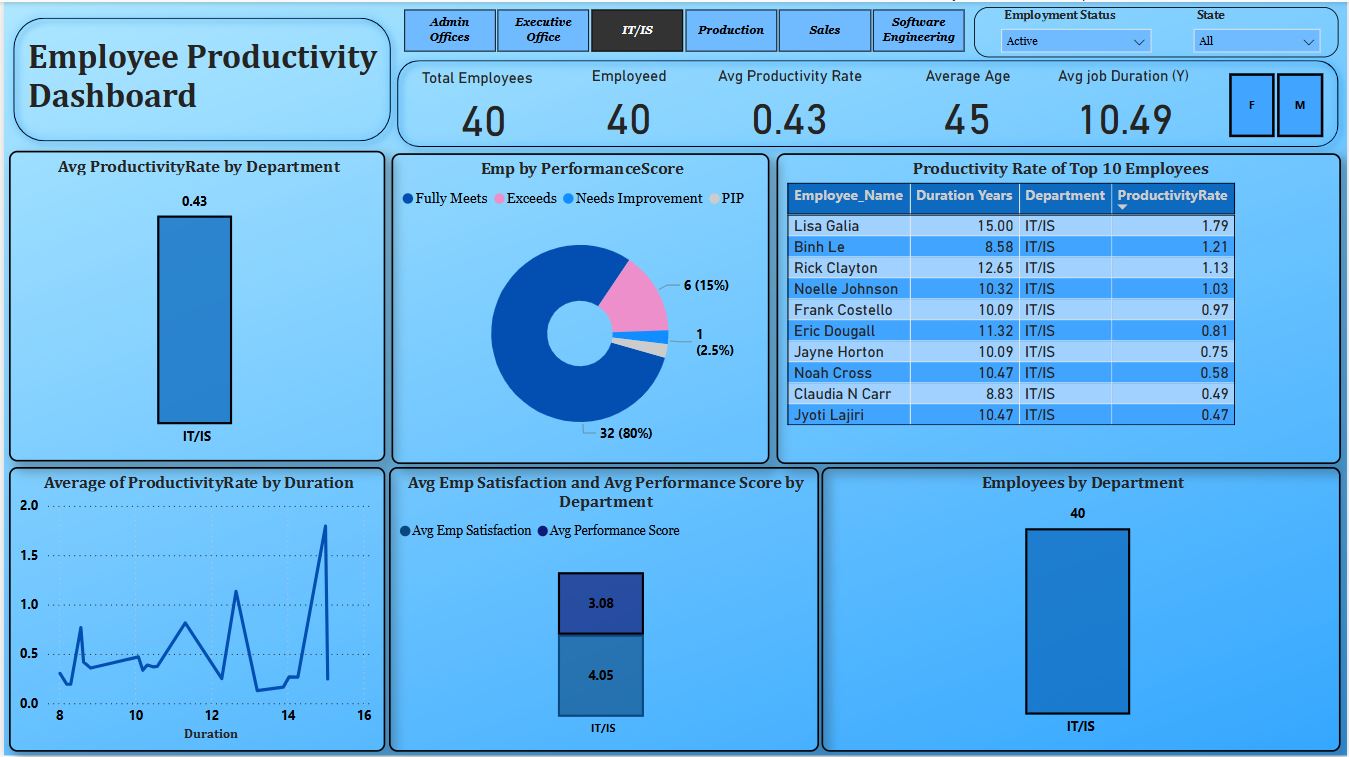 Employee Productivity
Dashboard
Admin
Offices
Executive
Office
IT/IS
Production
Sales
Software
Engineering
Employment Status
Active
State
All
Total Employees
40
Employeed
40
Avg Productivity Rate
0.43
Average Age
45
Avg job Duration (Y)
10.49
F
M
Avg ProductivityRate by Department
0.43
IT/IS
Emp by PerformanceScore
Fully Meets Exceeds Needs Improvement PIP
6 (15%)
1
(2.5%)
32 (80%)
Productivity Rate of Top 10 Employees
Employee_Name Duration Years Department ProductivityRate
Lisa Galia 15.00 IT/IS 1.79
Binh Le 8.58 IT/IS 1.21
Rick Clayton 12.65 IT/IS 1.13
Noelle Johnson 10.32 IT/IS 1.03
Frank Costello 10.09 IT/IS 0.97
Eric Dougall 11.32 IT/IS 0.81
Jayne Horton 10.09 IT/IS 0.75
Noah Cross 10.47 IT/IS 0.58
Claudia N Carr 8.83 IT/IS 0.49
Jyoti Lajiri 10.47 IT/IS 0.47
Average of ProductivityRate by Duration
2.0
1.5
1.0
0.5
0.0
8 10 12 14 16
Duration
Avg Emp Satisfaction and Avg Performance Score by
Department
Avg Emp Satisfaction Avg Performance Score
3.08
4.05
IT/IS
Employees by Department
40
IT/IS